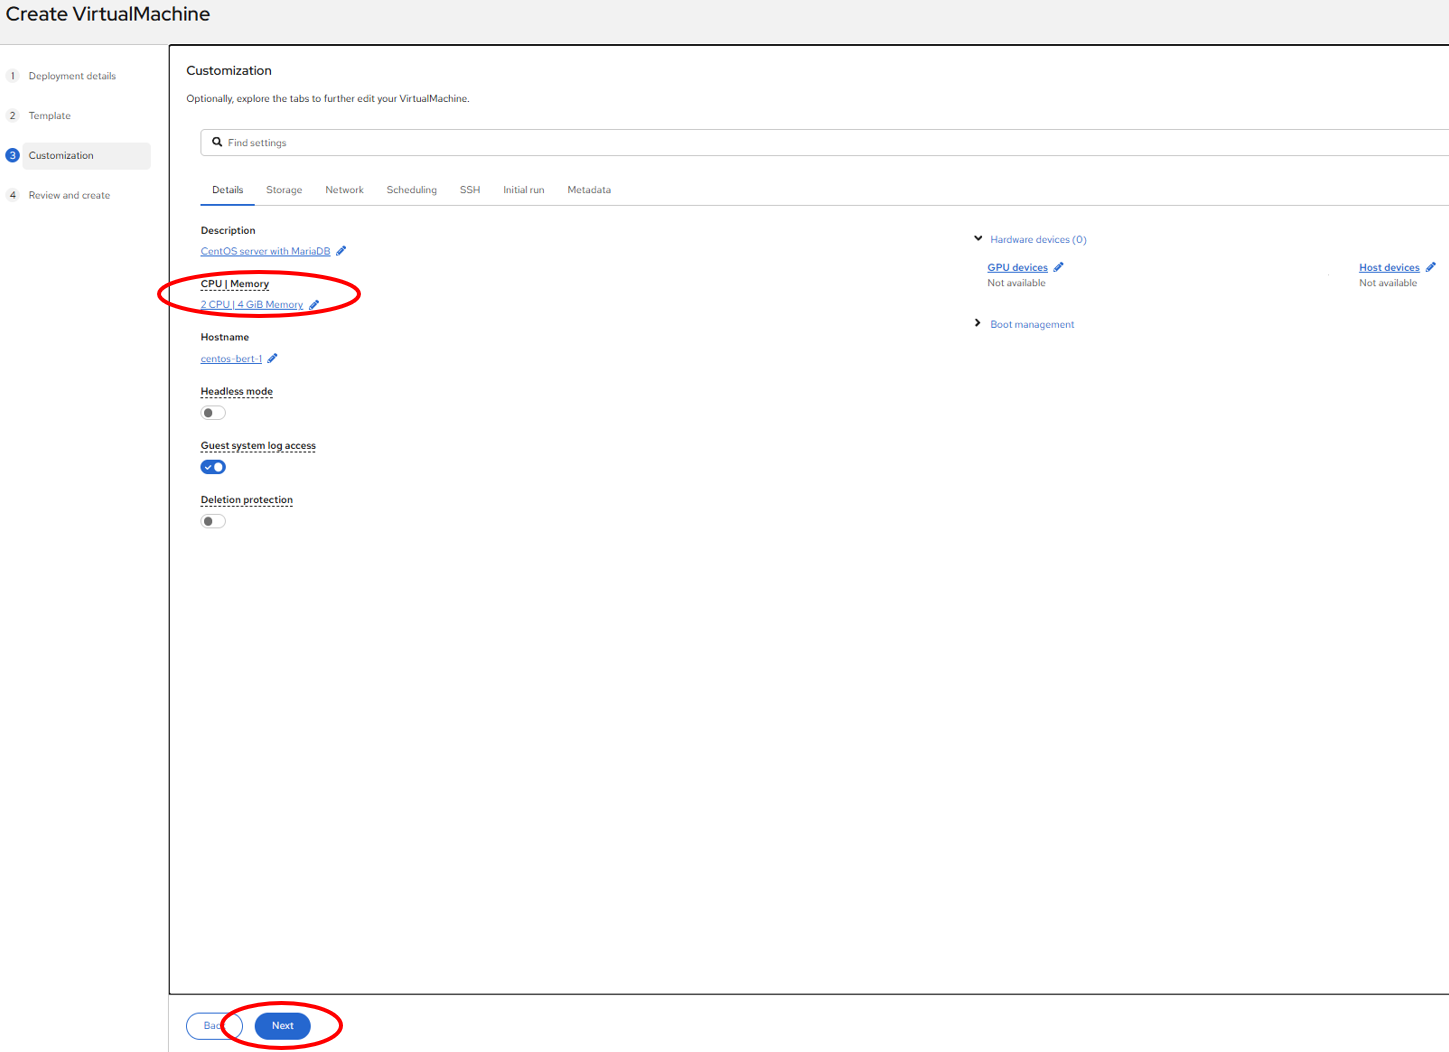 Create VirtualMachine
1 Deployment details
2 Template
3 Customization
4 Review and create
Customization
Optionally, explore the tabs to further edit your VirtualMachine.
Find settings
Details Storage Network Scheduling SSH Initial run Metadata
Description
CentOS server with MariaDB
CPU | Memory
2 CPU | 4 GiB Memory
Hostname
centos-bert-1
Headless mode
Guest system log access
Deletion protection
Hardware devices (0)
GPU devices
Not available
Host devices
Not available
Boot management
Back Next